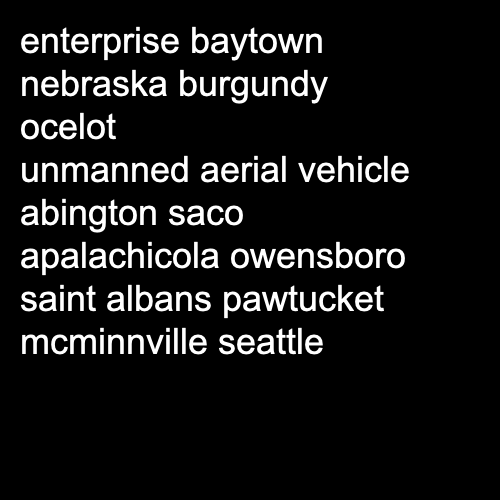 enterprise baytown
nebraska burgundy
ocelot
unmanned aerial vehicle
abington saco
apalachicola owensboro
saint albans pawtucket
mcminnville seattle